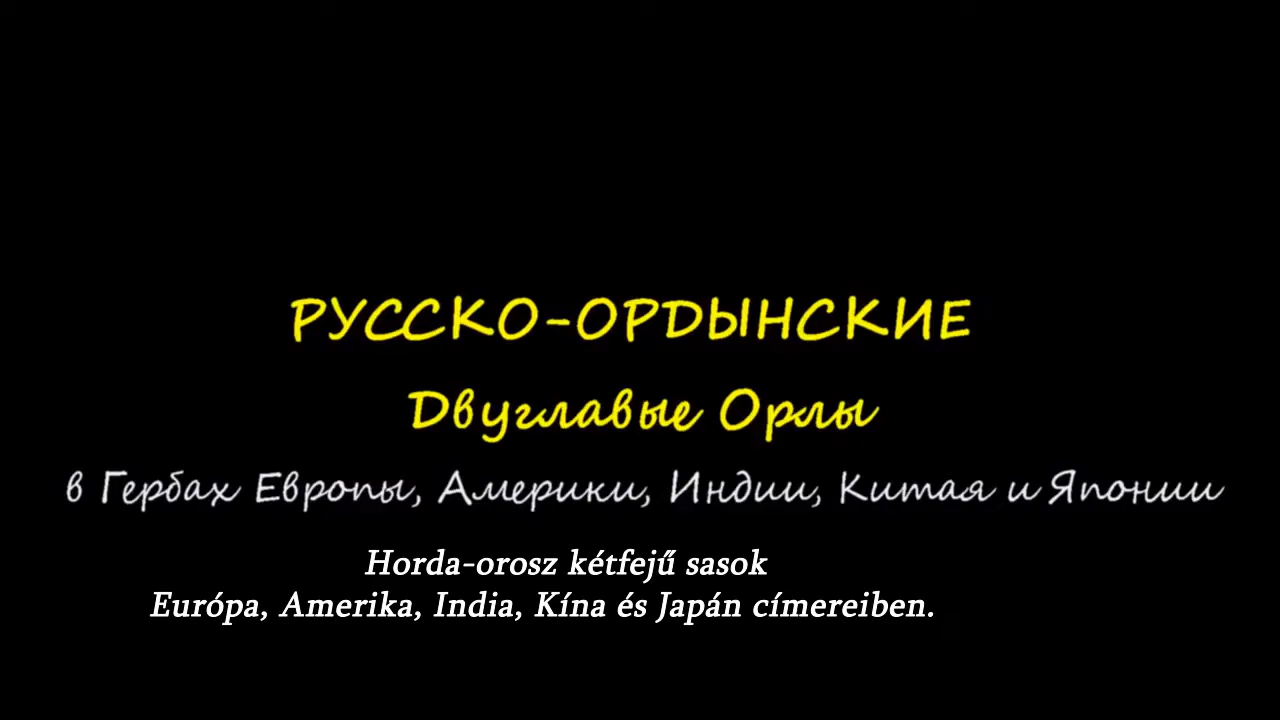 РУССКО-ОРДЫНСКИЕ
Двуглавые Орлы
в Гербах Европы, Америки, Индии, Китая и Японии
Horda-orosz kétfejű sasok
Európa, Amerika, India, Kína és Japán címereiben.